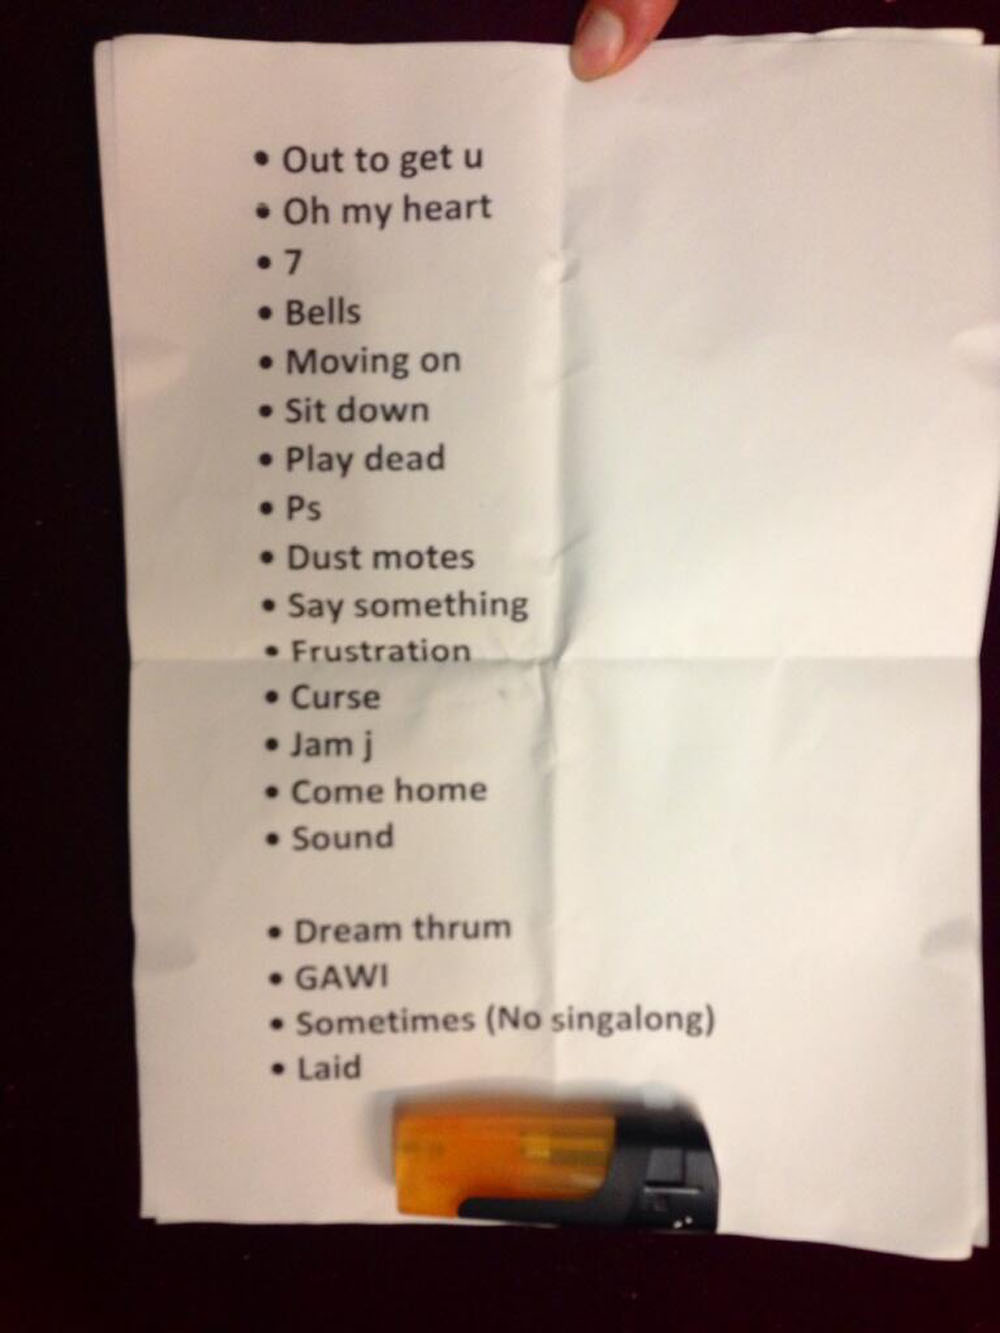 • Out to get u
• Oh my heart
• 7
• Bells
• Moving on
• Sit down
• Play dead
• Ps
• Dust motes
• Say something
• Frustration
• Curse
• Jam j
• Come home
• Sound
• Dream thrum
• GAWI
• Sometimes (No singalong)
• Laid